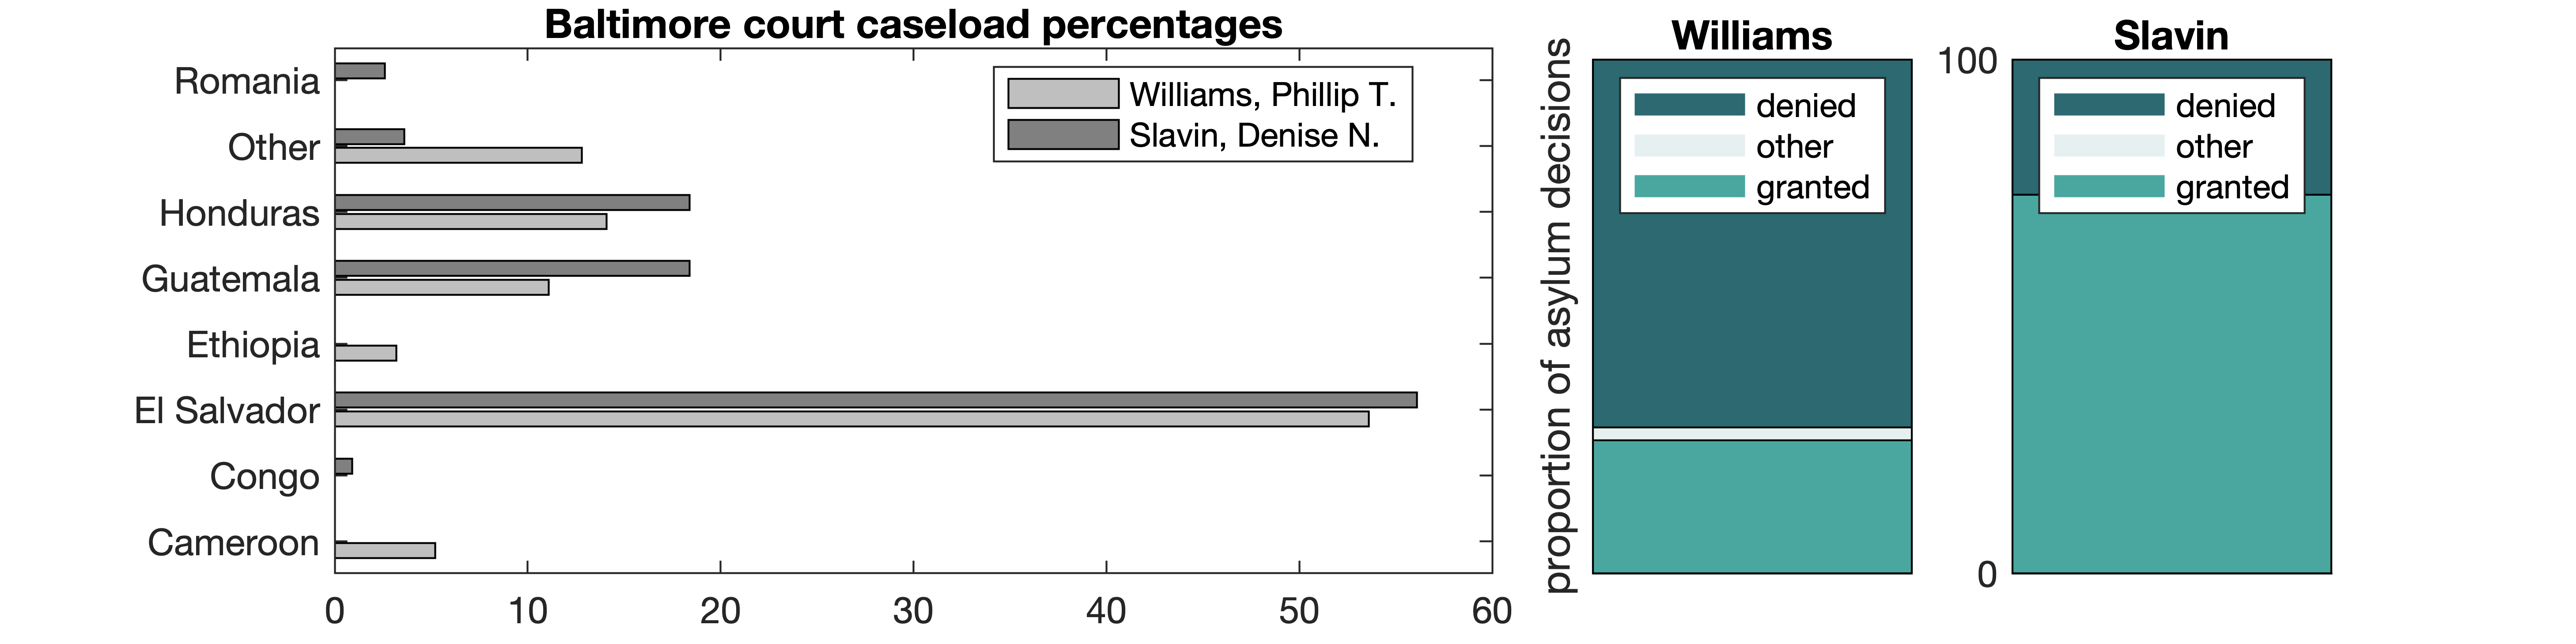 Baltimore court caseload percentages
Romania
Other
Honduras
Guatemala
Ethiopia
El Salvador
Congo
Cameroon
0 10 20 30 40 50 60
Williams, Phillip T.
Slavin, Denise N.
proportion of asylum decisions
Williams
denied
other
granted
Slavin
100
0
denied
other
granted